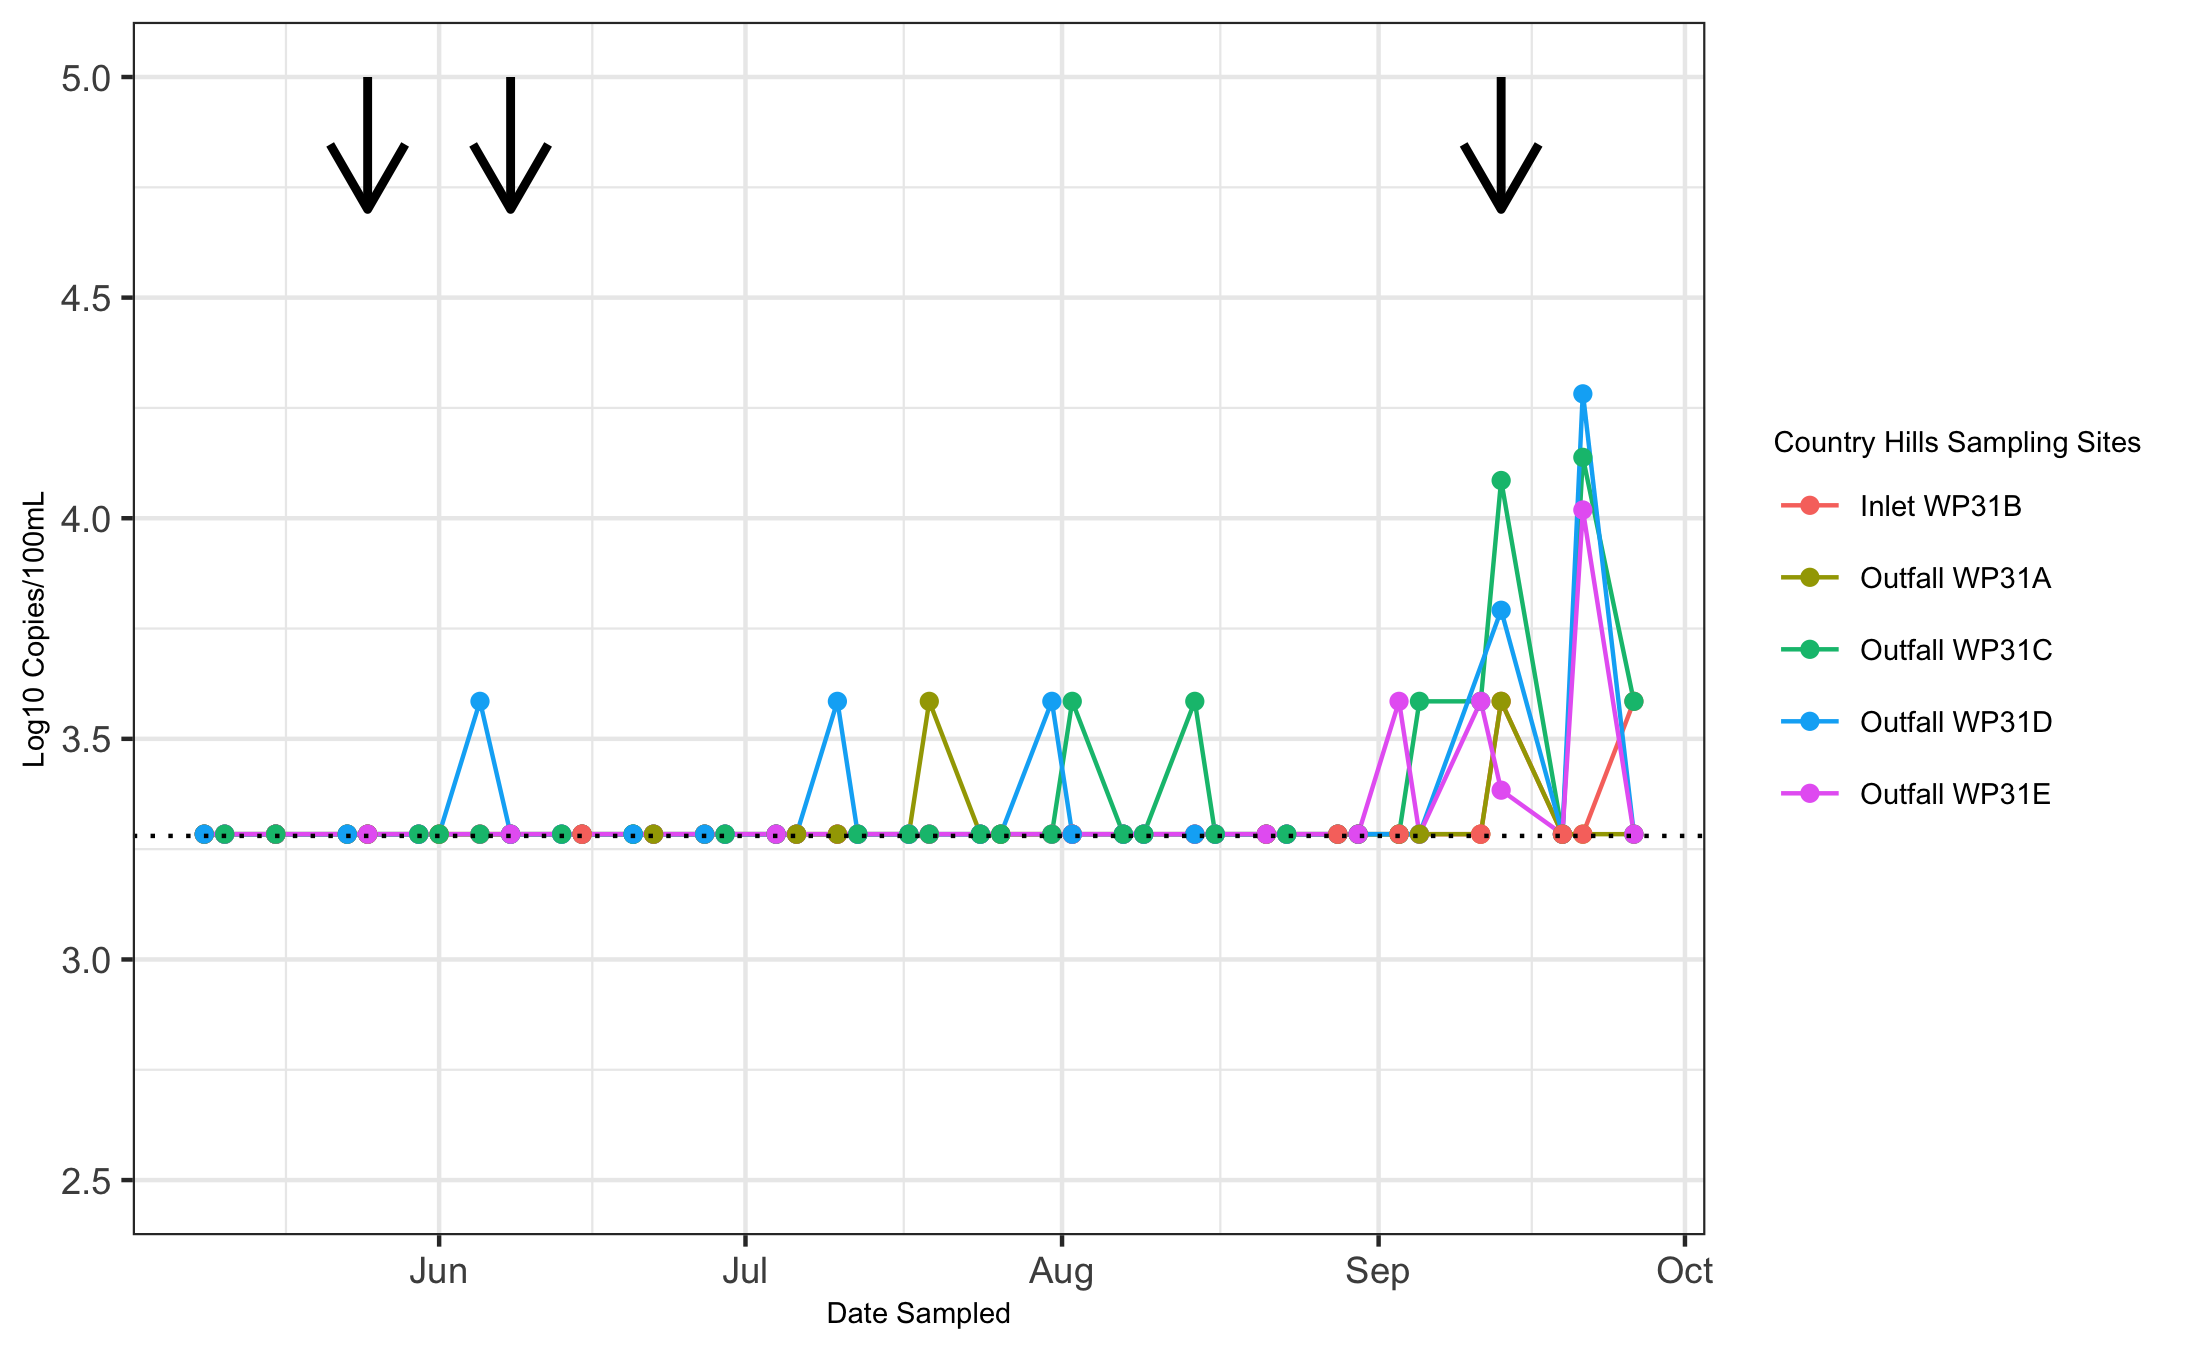 5.0
4.5
4.0
3.5
3.0
2.5
Log10 Copies/100mL
Jun
Jul
Aug
Sep
Oct
Date Sampled
Country Hills Sampling Sites
Inlet WP31B
Outfall WP31A
Outfall WP31C
Outfall WP31D
Outfall WP31E